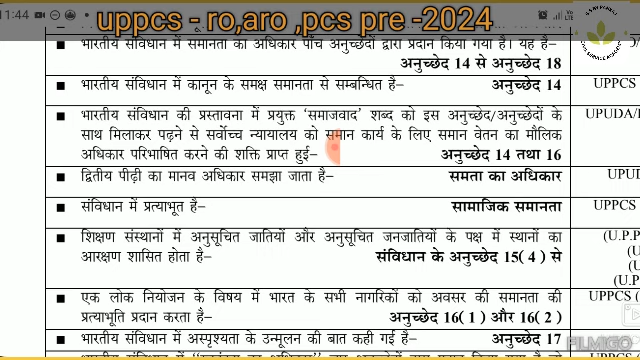 11:44
uppcs - ro,aro ,pcs pre -2024
भारतीय संविधान में समानता का अधिकार पाँच अनुच्छेदों द्वारा प्रदान किया गया है। यह है-
अनुच्छेद 14 से अनुच्छेद 18
भारतीय संविधान में कानून के समक्ष समानता से सम्बन्धित है- अनुच्छेद 14 UPPCS
भारतीय संविधान की प्रस्तावना में प्रयुक्त 'समाजवाद' शब्द को इस अनुच्छेद/अनुच्छेदों के UPUDA/
साथ मिलाकर पढ़ने से सर्वोच्च न्यायालय को समान कार्य के लिए समान वेतन का मौलिक
अधिकार परिभाषित करने की शक्ति प्राप्त हुई- अनुच्छेद 14 तथा 16
द्वितीय पीढ़ी का मानव अधिकार समझा जाता है- समता का अधिकार UPUD
संविधान में प्रत्याभूत है- सामाजिक समानता UPPCS
शिक्षण संस्थानों में अनुसूचित जातियों और अनुसूचित जनजातियों के पक्ष में स्थानों का (U.P.P
आरक्षण शासित होता है- संविधान के अनुच्छेद 15(4) से (U.
(U.
(U.P
एक लोक नियोजन के विषय में भारत के सभी नागरिकों को अवसर की समानता की UPPCS (
प्रत्याभूति प्रदान करता है- अनुच्छेद 16(1) और 16(2)
भारतीय संविधान में अस्पृश्यता के उन्मूलन की बात कही गई है- अनुच्छेद 17
FILMIGO